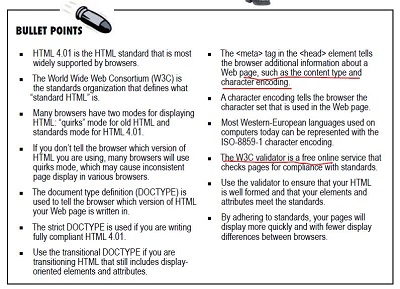 BULLET POINTS
HTML 4.01 is the HTML standard that is most
widely supported by browsers.
The World Wide Web Consortium (W3C) is
the standards organization that defines what
“standard HTML” is.
Many browsers have two modes for displaying
HTML: “quirks” mode for old HTML and
standards mode for HTML 4.01.
If you don’t tell the browser which version of
HTML you are using, many browsers will use
quirks mode, which may cause inconsistent
page display in various browsers.
The document type definition (DOCTYPE) is
used to tell the browser which version of HTML
your Web page is written in.
The strict DOCTYPE is used if you are writing
fully compliant HTML 4.01.
Use the transitional DOCTYPE if you are
transitioning HTML that still includes display-
oriented elements and attributes.
The <meta> tag in the <head> element tells
the browser additional information about a
Web page, such as the content type and
character encoding.
A character encoding tells the browser the
character set that is used in the Web page.
Most Western-European languages used on
computers today can be represented with the
ISO-8859-1 character encoding.
The W3C validator is a free online service that
checks pages for compliance with standards.
Use the validator to ensure that your HTML
is well formed and that your elements and
attributes meet the standards.
By adhering to standards, your pages will
display more quickly and with fewer display
differences between browsers.